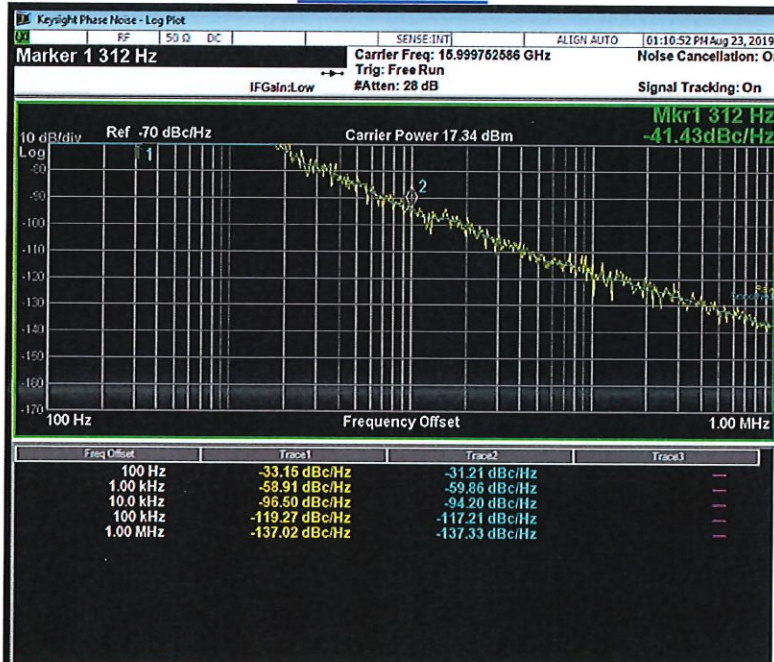 Keysight Phase Noise - Log Plot
RF 50 Ω DC SENSE:INT ALIGN AUTO 01:10:52 PM Aug 23, 2019
Marker 1 312 Hz
Carrier Freq: 15.999752586 GHz
Noise Cancellation: O
Trig: Free Run
IFGain:Low #Atten: 28 dB Signal Tracking: On
Mkr1 312 Hz
10 dB/div Ref -70 dBc/Hz Carrier Power 17.34 dBm -41.43dBc/Hz
Log
1
-80
2
-90
-100
-110
-120
-130
-140
-150
-160
-170
100 Hz Frequency Offset 1.00 MHz
Freq Offset Trace1 Trace2 Trace3
100 Hz -33.15 dBc/Hz -31.21 dBc/Hz ---
1.00 kHz -58.91 dBc/Hz -59.86 dBc/Hz ---
10.0 kHz -96.50 dBc/Hz -94.20 dBc/Hz ---
100 kHz -119.27 dBc/Hz -117.21 dBc/Hz ---
1.00 MHz -137.02 dBc/Hz -137.33 dBc/Hz ---